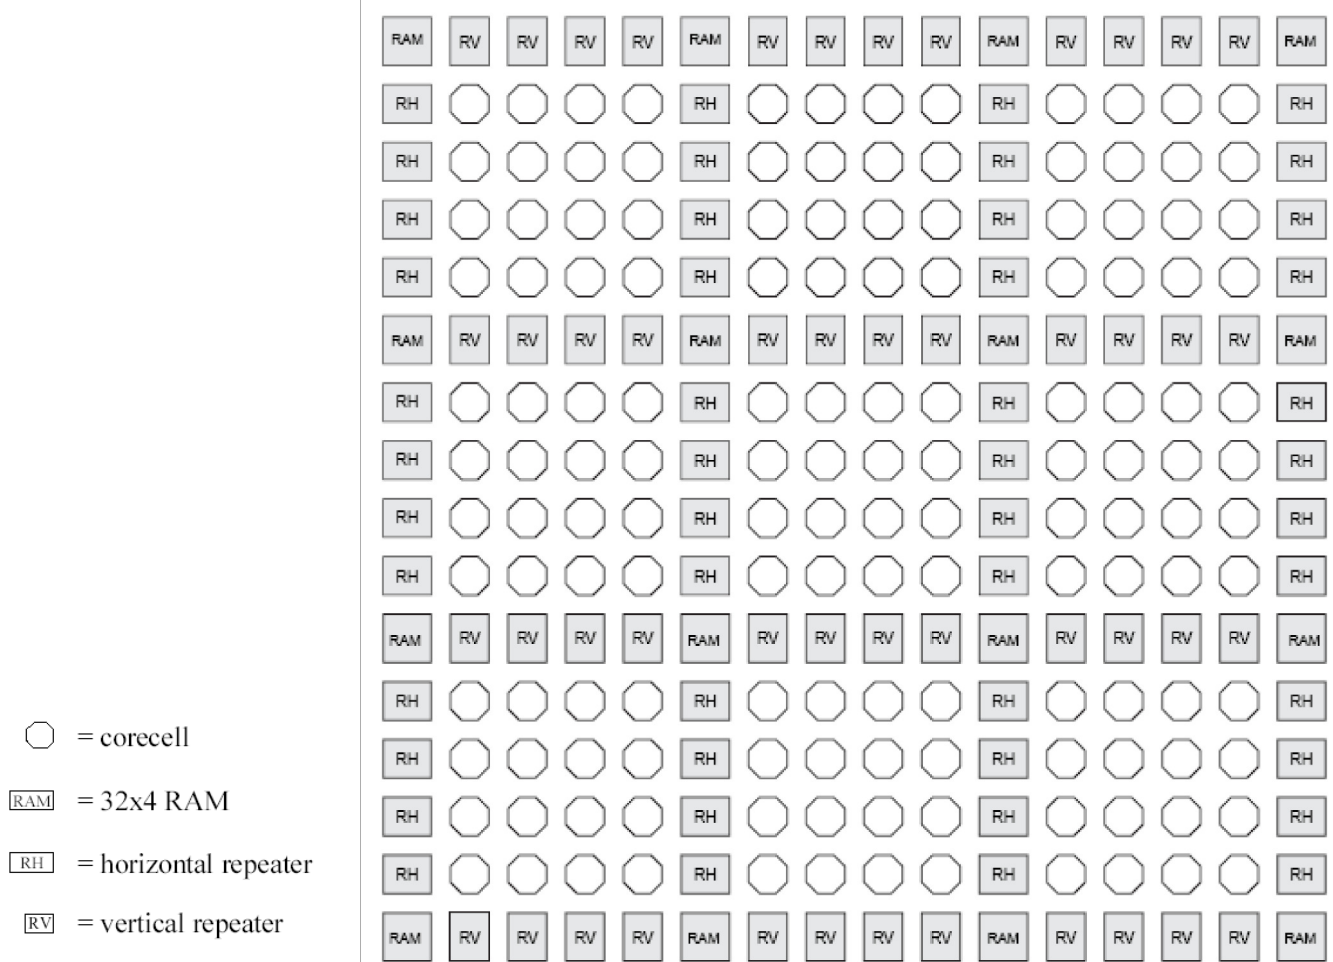 RAM RV RV RV RV RAM RV RV RV RV RAM RV RV RV RV RAM
RH RH RH RH
RH RH RH RH
RH RH RH RH
RH RH RH RH
RAM RV RV RV RV RAM RV RV RV RV RAM RV RV RV RV RAM
RH RH RH RH
RH RH RH RH
RH RH RH RH
RH RH RH RH
RAM RV RV RV RV RAM RV RV RV RV RAM RV RV RV RV RAM
RH RH RH RH
RH RH RH RH
RH RH RH RH
RH RH RH RH
RAM RV RV RV RV RAM RV RV RV RV RAM RV RV RV RV RAM
= corecell
RAM = 32x4 RAM
RH = horizontal repeater
RV = vertical repeater